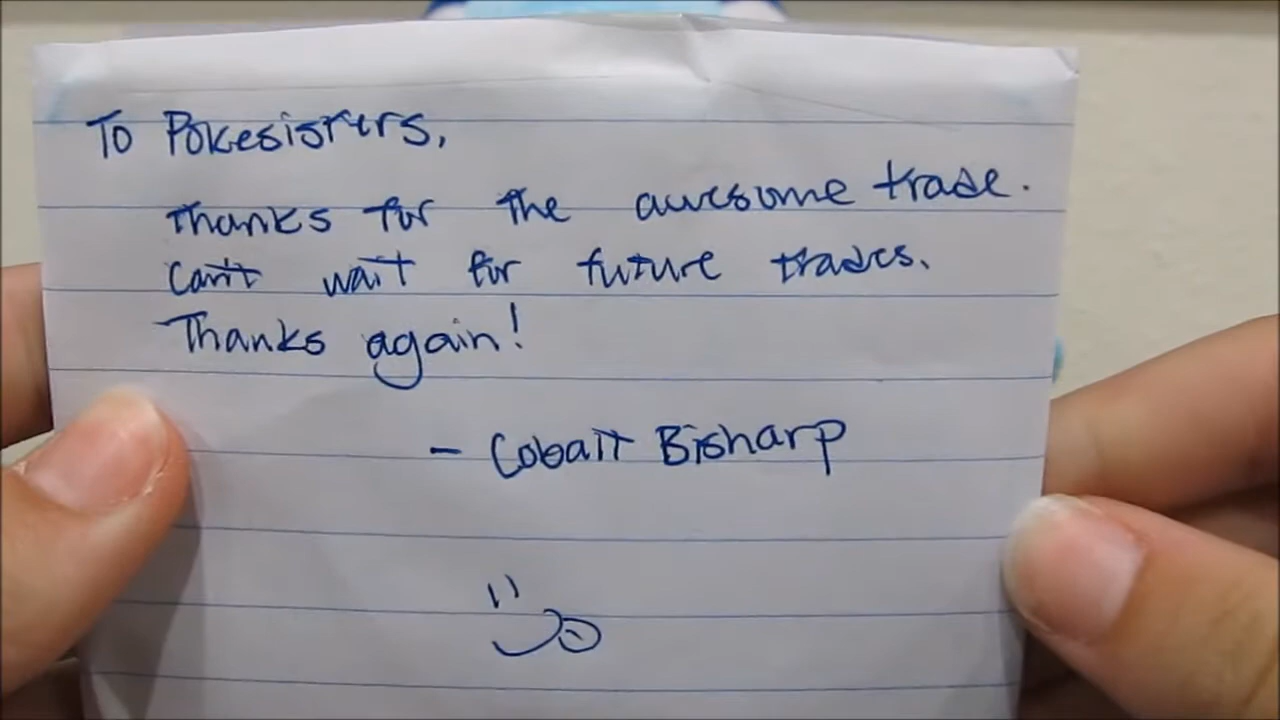 To Pokesisters,
Thanks for the awesome trade.
Can't wait for future trades.
Thanks again!
- Cobalt Bisharp